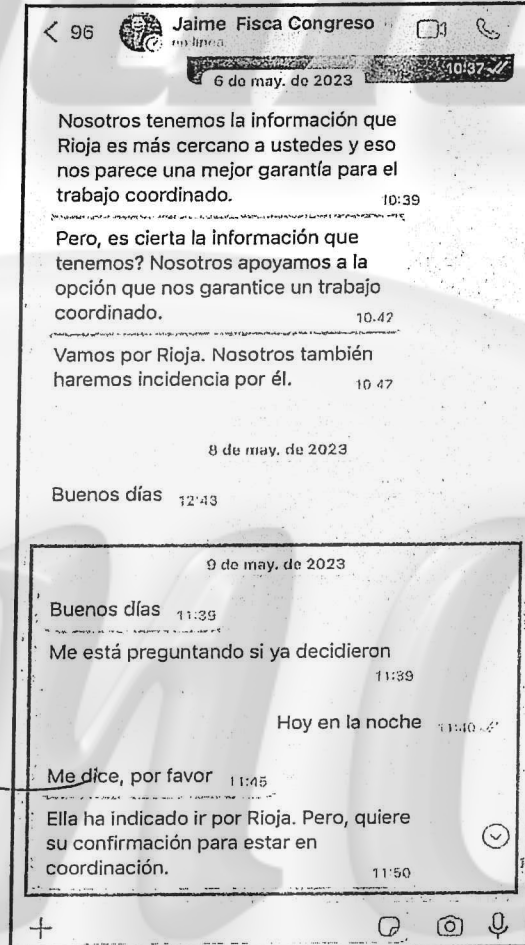 96 Jaime Fisca Congreso
en línea
10:37
6 de may. de 2023
Nosotros tenemos la información que
Rioja es más cercano a ustedes y eso
nos parece una mejor garantía para el
trabajo coordinado. 10:39
Pero, es cierta la información que
tenemos? Nosotros apoyamos a la
opción que nos garantice un trabajo
coordinado. 10:42
Vamos por Rioja. Nosotros también
haremos incidencia por él. 10:47
8 de may. de 2023
Buenos días 12:43
9 de may. de 2023
Buenos días 11:39
Me está preguntando si ya decidieron
11:39
Hoy en la noche 11:40
Me dice, por favor 11:45
Ella ha indicado ir por Rioja. Pero, quiere
su confirmación para estar en
coordinación. 11:50